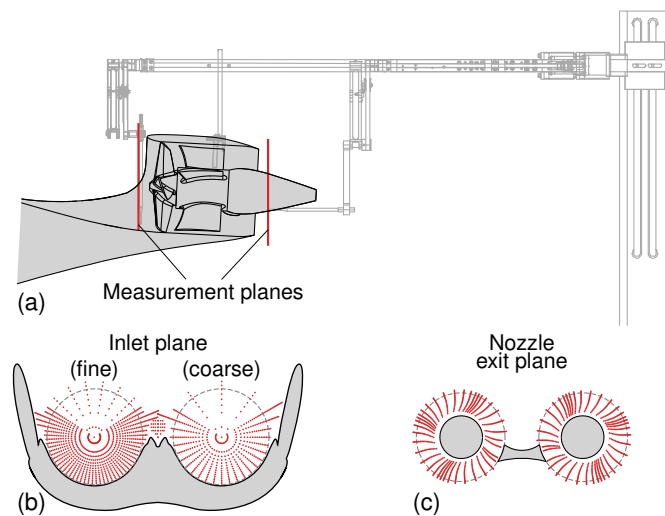 (a)
Measurement planes
Inlet plane
(fine) (coarse)
(b)
Nozzle
exit plane
(c)